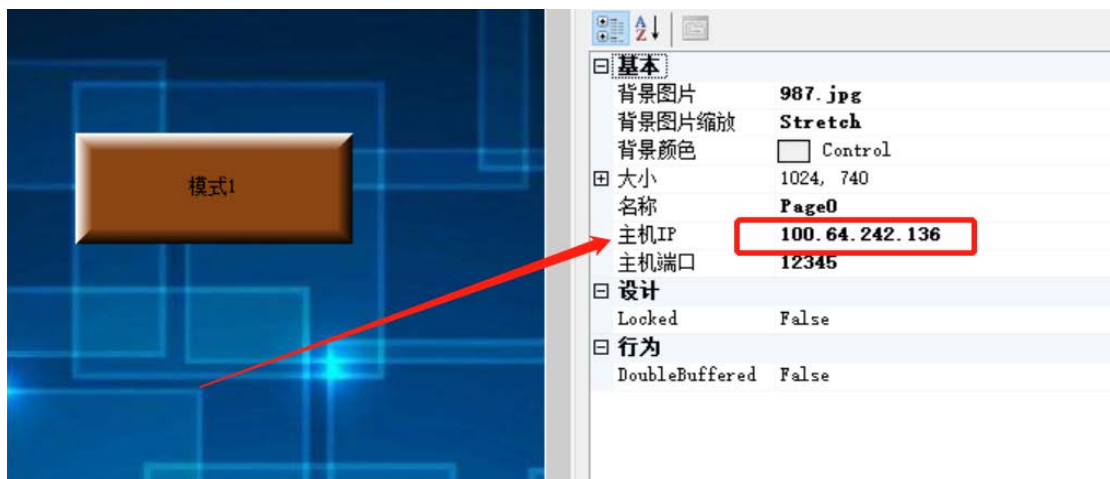 模式1
基本
背景图片 987.jpg
背景图片缩放 Stretch
背景颜色 Control
大小 1024, 740
名称 Page0
主机IP 100.64.242.136
主机端口 12345
设计
Locked False
行为
DoubleBuffered False